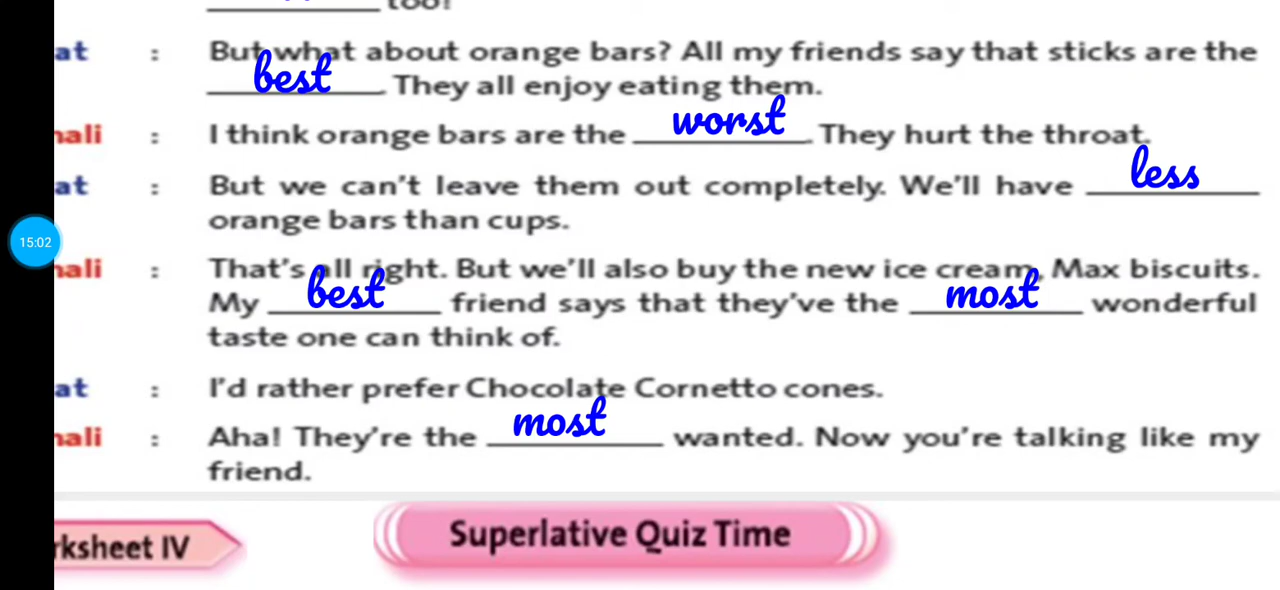 too?
at : But what about orange bars? All my friends say that sticks are the
best. They all enjoy eating them.
nali : I think orange bars are the worst. They hurt the throat.
at : But we can't leave them out completely. We'll have less
orange bars than cups.
15:02
nali : That's all right. But we'll also buy the new ice cream, Max biscuits.
My best friend says that they've the most wonderful
taste one can think of.
at : I'd rather prefer Chocolate Cornetto cones.
nali : Aha! They're the most wanted. Now you're talking like my
friend.
rksheet IV
Superlative Quiz Time